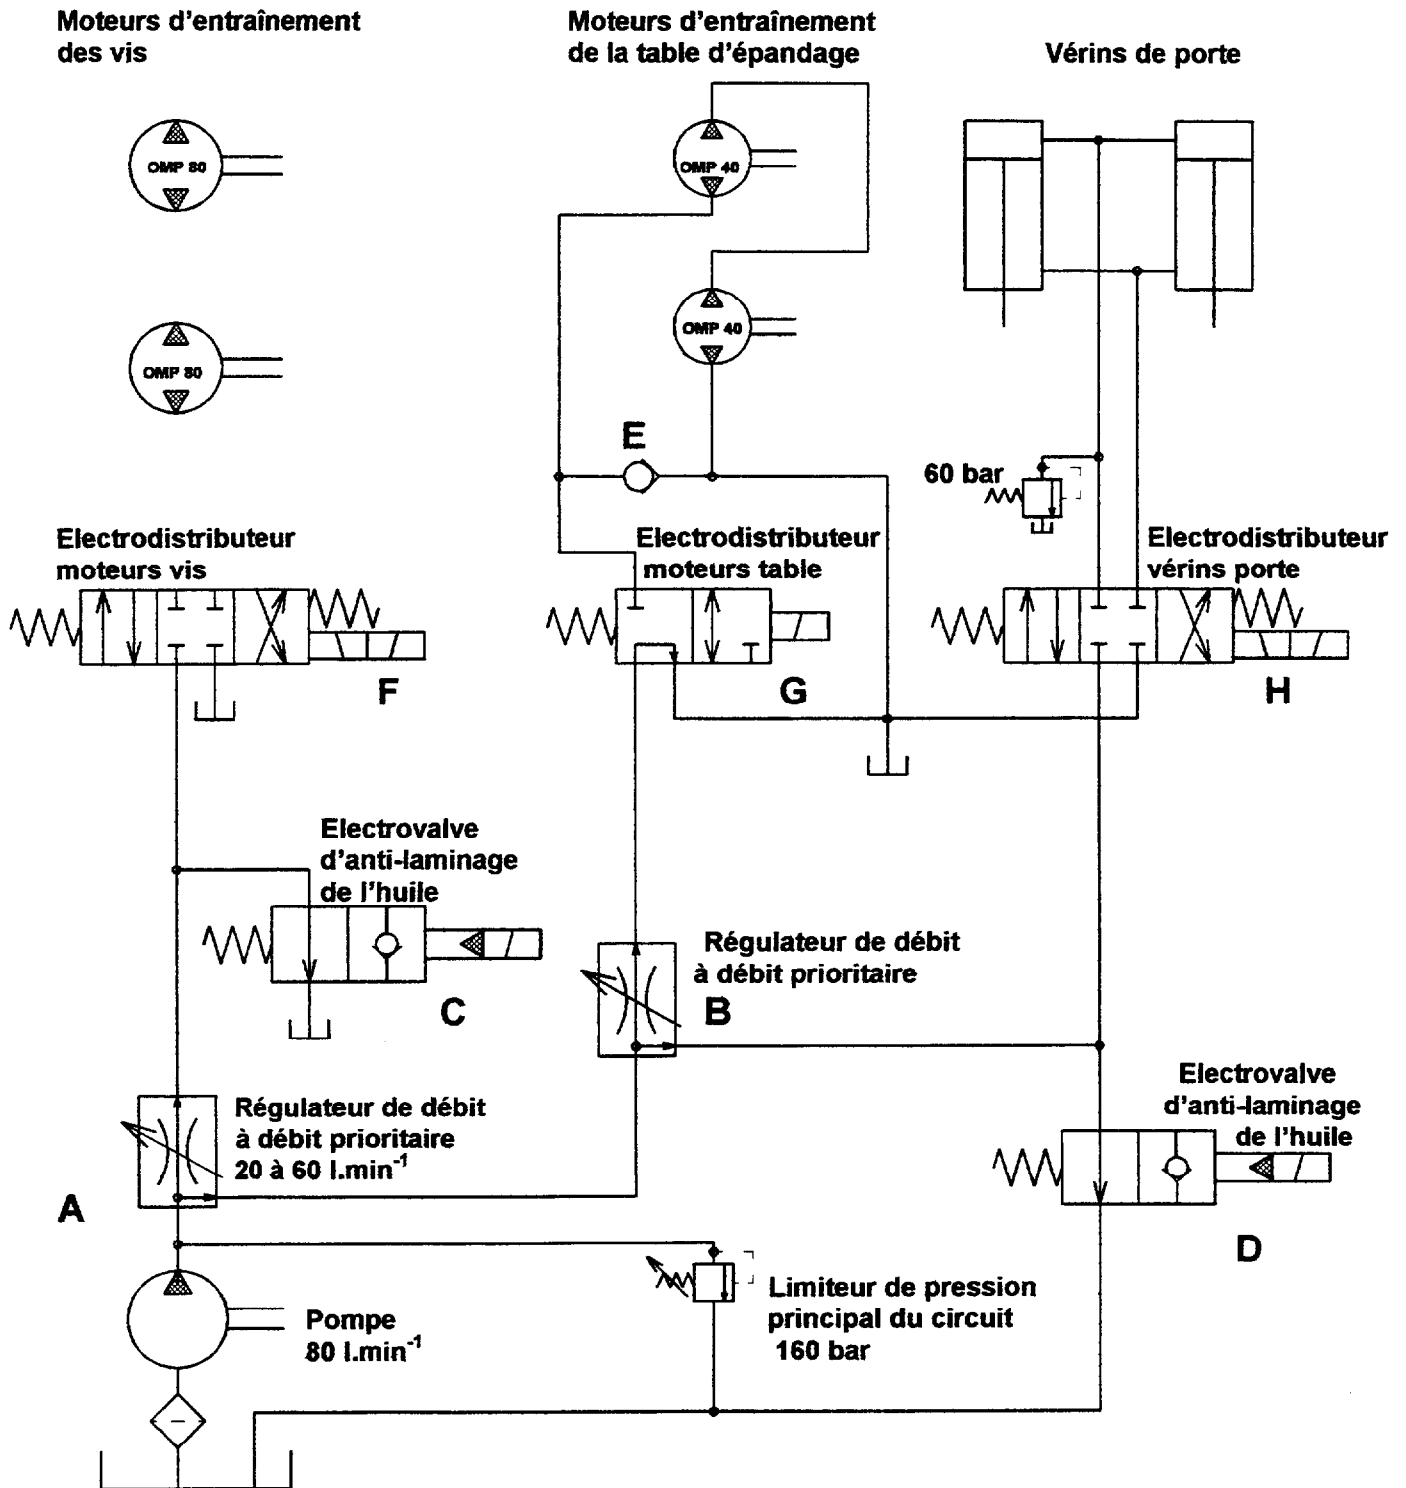 Moteurs d'entraînement
des vis
Moteurs d'entraînement
de la table d'épandage
Vérins de porte
OMP 80
OMP 80
OMP 40
OMP 40
E
60 bar
Electrodistributeur
moteurs vis
F
Electrodistributeur
moteurs table
G
Electrodistributeur
vérins porte
H
Electrovalve
d'anti-laminage
de l'huile
C
Régulateur de débit
à débit prioritaire
B
Régulateur de débit
à débit prioritaire
20 à 60 l.min⁻¹
A
Electrovalve
d'anti-laminage
de l'huile
D
Pompe
80 l.min⁻¹
Limiteur de pression
principal du circuit
160 bar